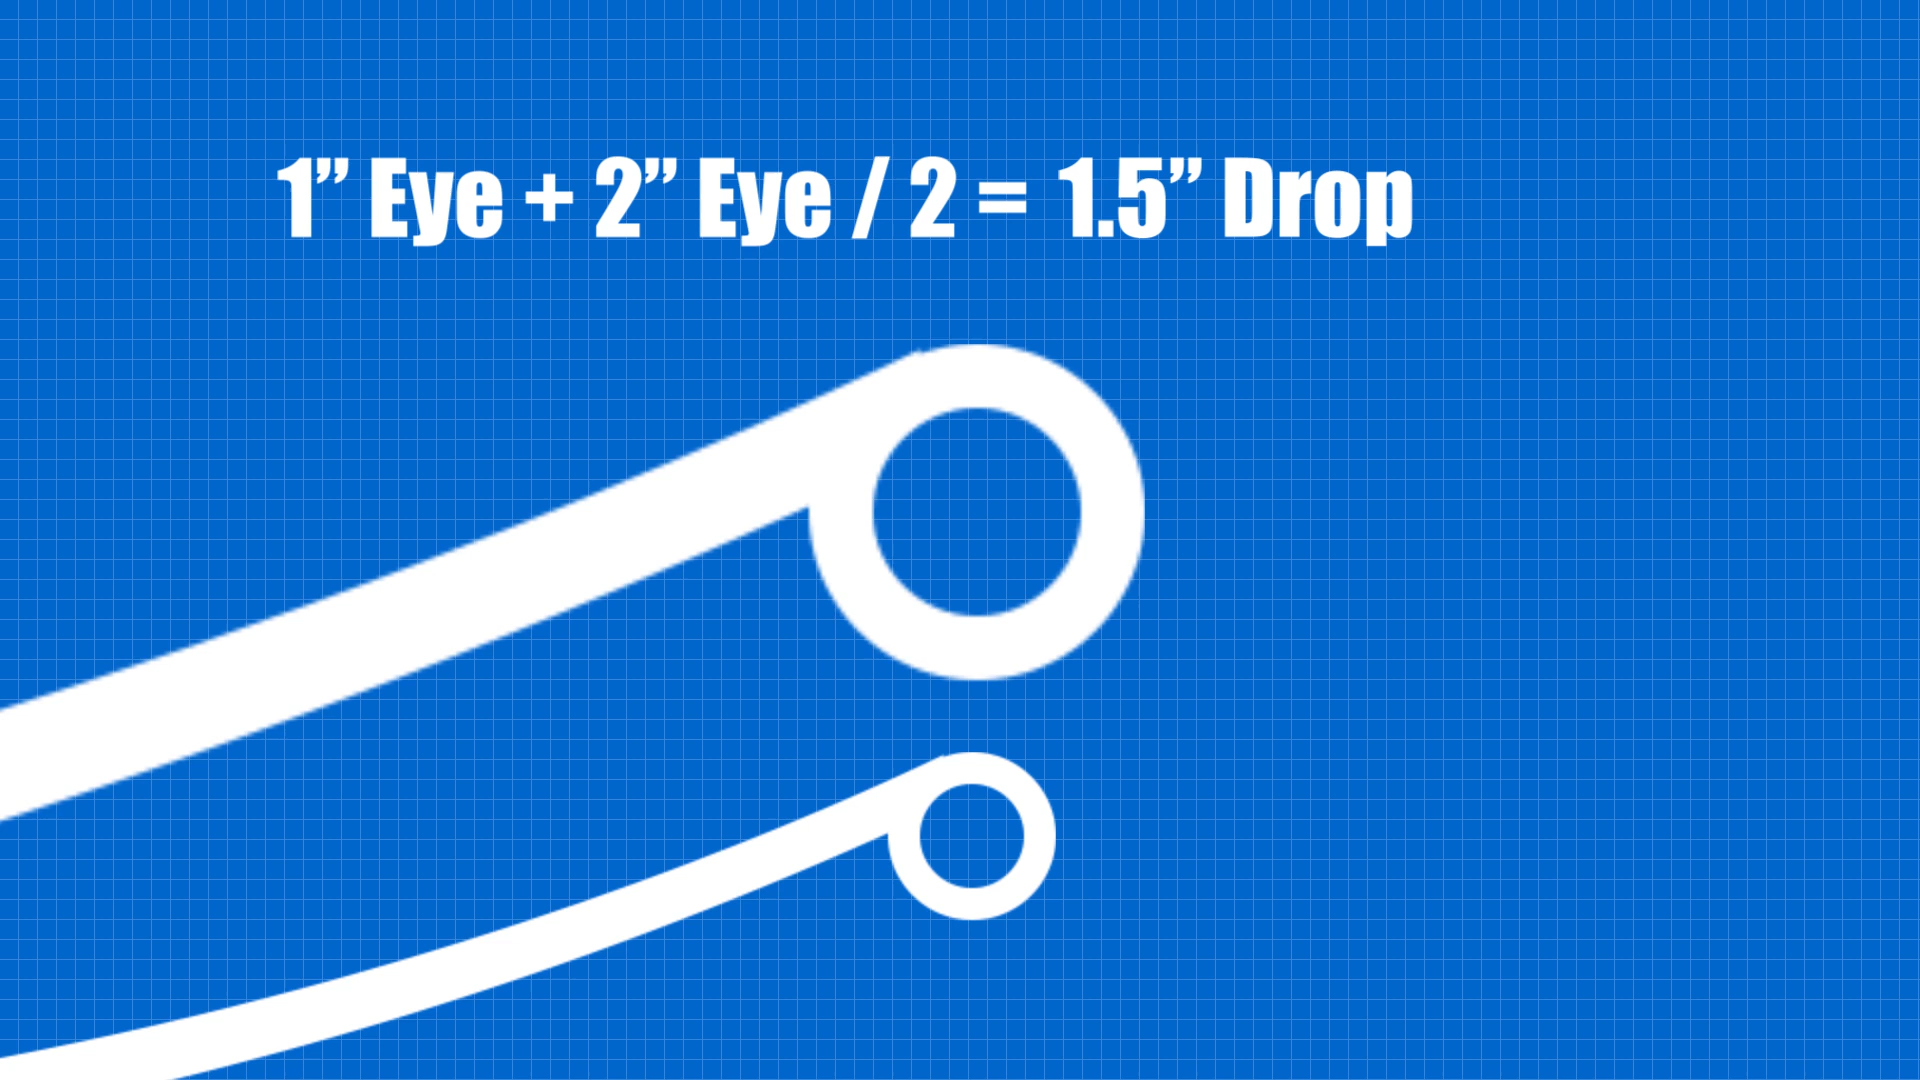 1” Eye + 2” Eye / 2 = 1.5” Drop